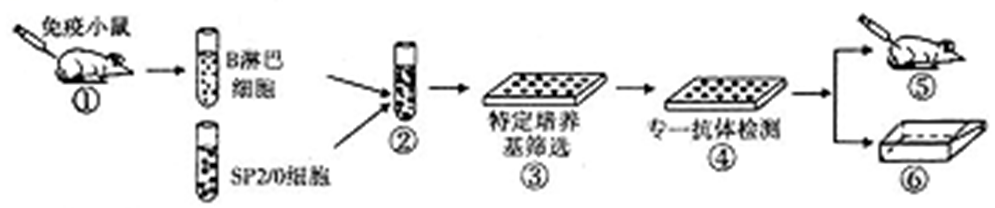 免疫小鼠
①
B淋巴
细胞
SP2/0细胞
②
特定培养
基筛选
③
专一抗体检测
④
⑤
⑥